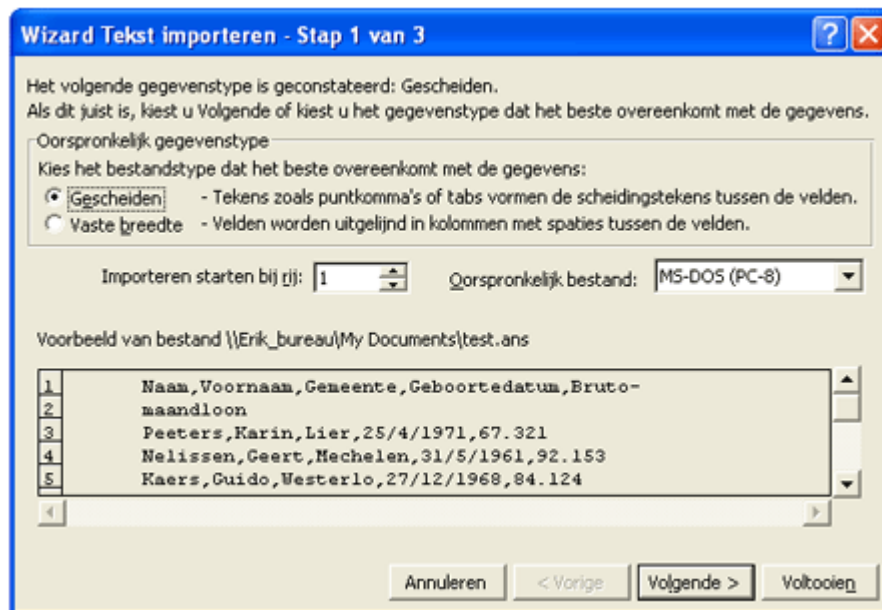 Wizard Tekst importeren - Stap 1 van 3
Het volgende gegevenstype is geconstateerd: Gescheiden.
Als dit juist is, kiest u Volgende of kiest u het gegevenstype dat het beste overeenkomt met de gegevens.
Oorspronkelijk gegevenstype
Kies het bestandstype dat het beste overeenkomt met de gegevens:
Gescheiden - Tekens zoals puntkomma's of tabs vormen de scheidingstekens tussen de velden.
Vaste breedte - Velden worden uitgelijnd in kolommen met spaties tussen de velden.
Importeren starten bij rij: 1 Oorspronkelijk bestand: MS-DOS (PC-8)
Voorbeeld van bestand \\Erik_bureau\My Documents\test.ans
1 Naam,Voornaam,Gemeente,Geboortedatum,Bruto-
2 maandloon
3 Peeters,Karin,Lier,25/4/1971,67.321
4 Nelissen,Geert,Mechelen,31/5/1961,92.153
5 Kaers,Guido,Westerlo,27/12/1968,84.124
Annuleren < Vorige Volgende > Voltooien